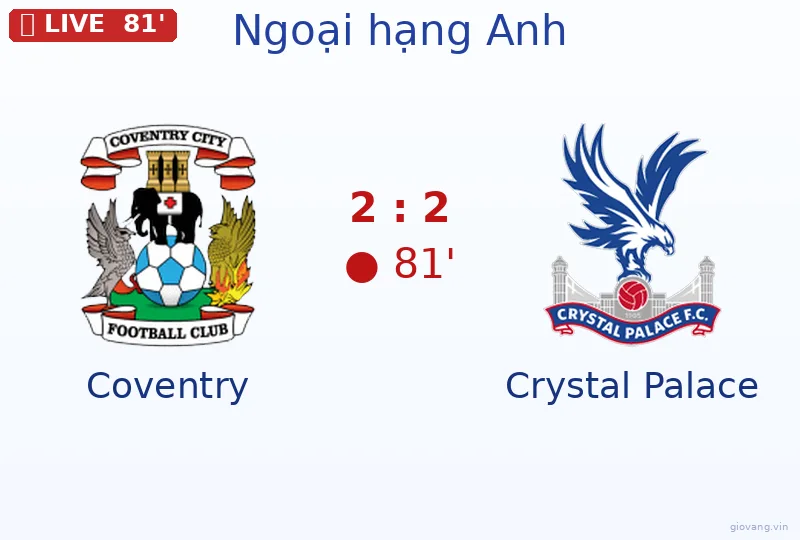 LIVE 81'
Ngoại hạng Anh
COVENTRY CITY
FOOTBALL CLUB
2 : 2
81'
1905
CRYSTAL PALACE F.C.
Coventry
Crystal Palace
giovang.vin